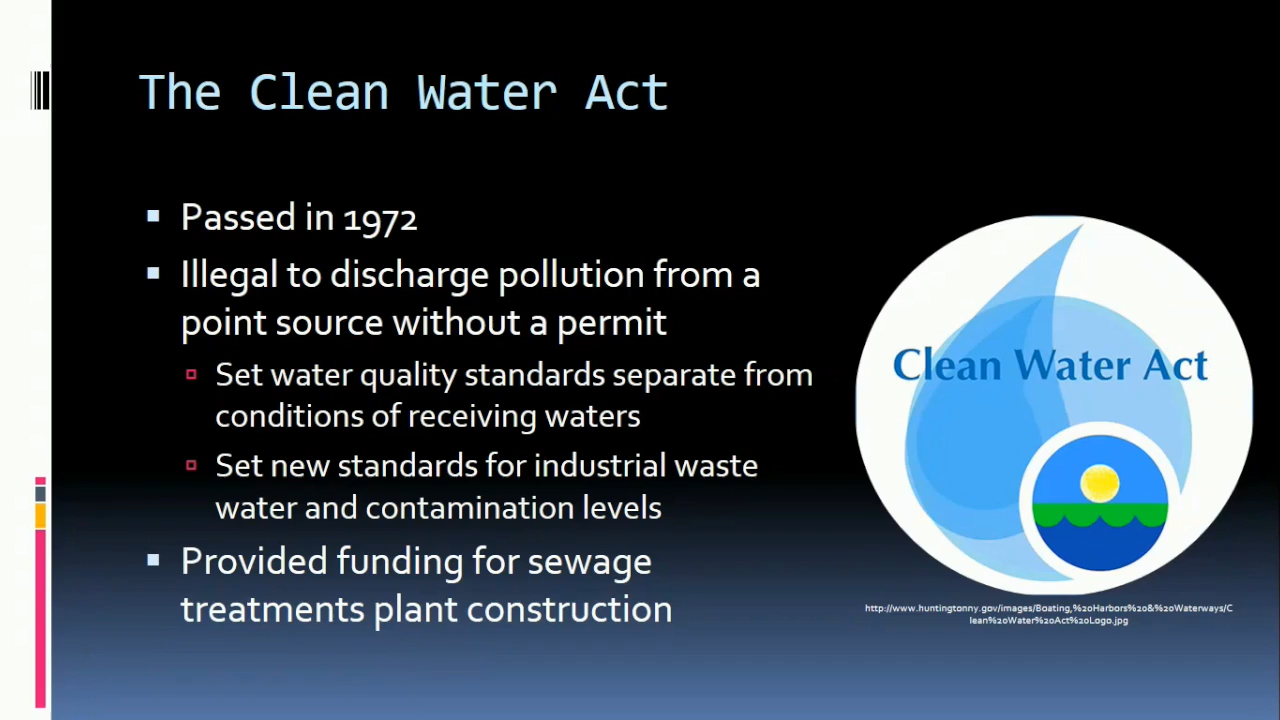 The Clean Water Act
Passed in 1972
Illegal to discharge pollution from a
point source without a permit
Set water quality standards separate from
conditions of receiving waters
Set new standards for industrial waste
water and contamination levels
Provided funding for sewage
treatments plant construction
Clean Water Act
http://www.huntingtonny.gov/images/Boating,%20Harbors%20&%20Waterways/C
lean%20Water%20Act%20Logo.jpg